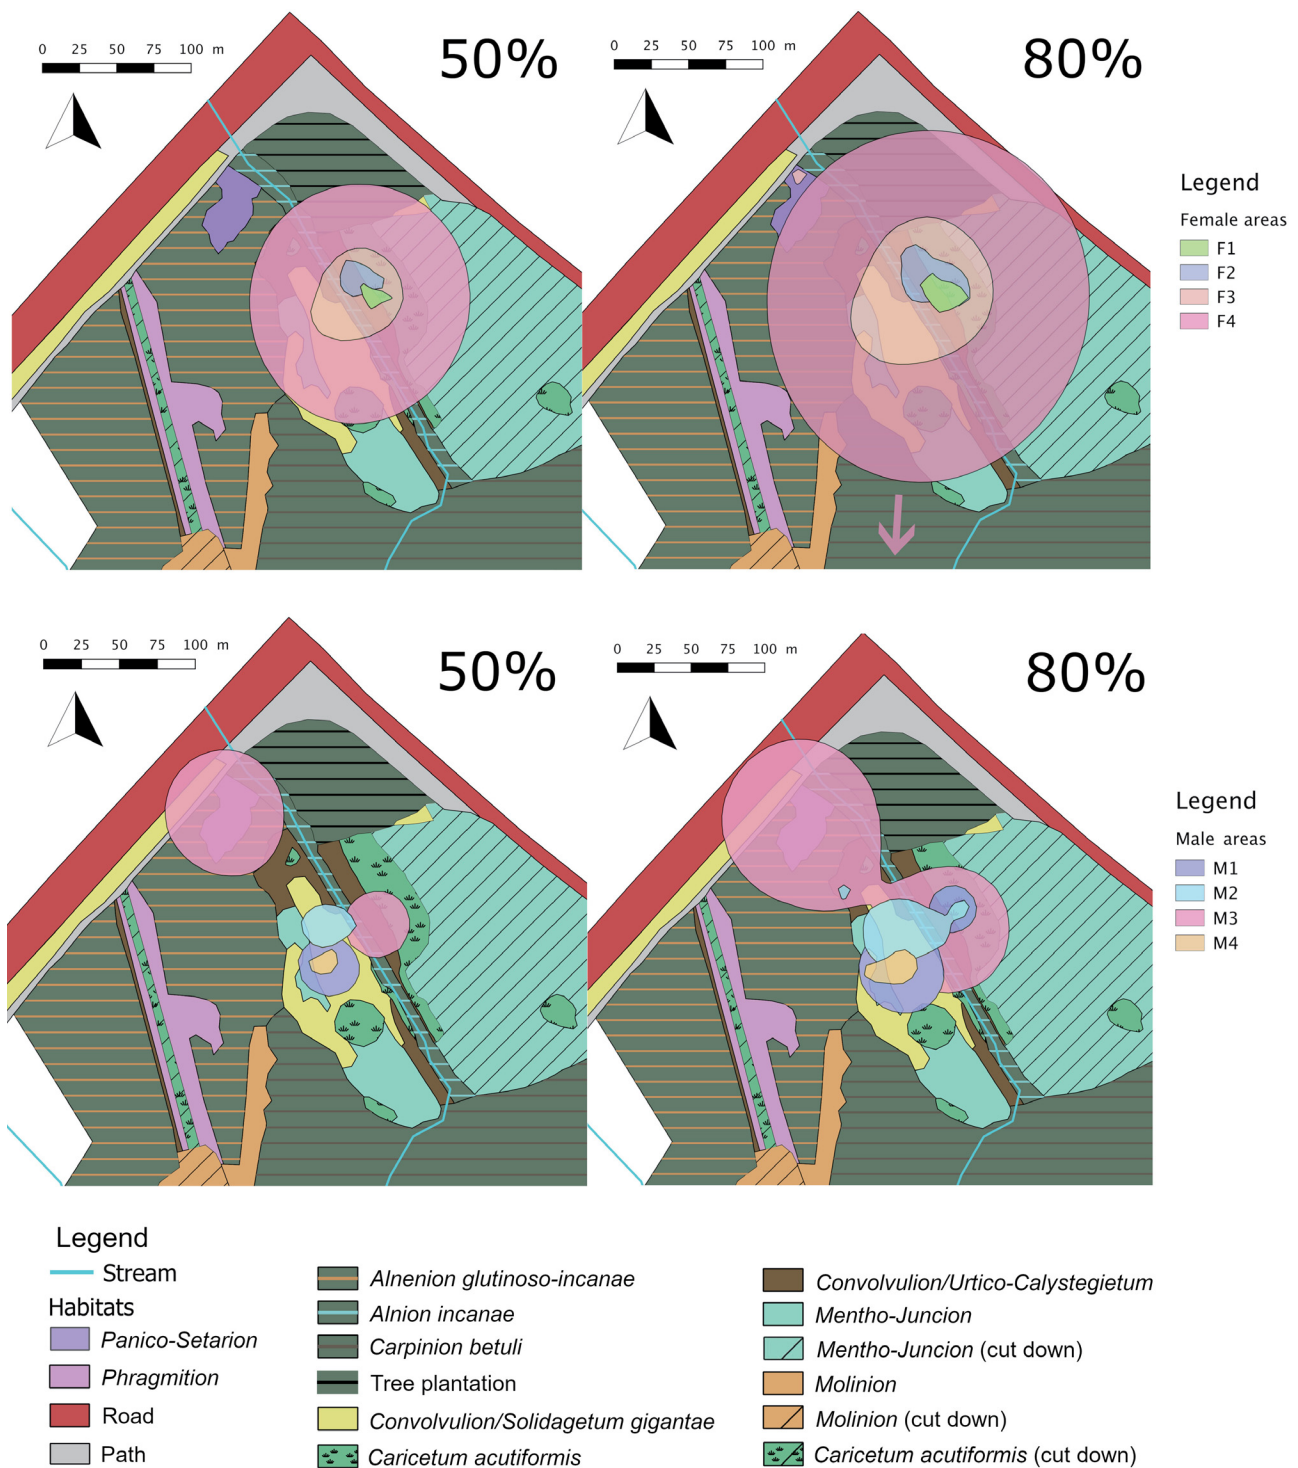 0 25 50 75 100 m
50%
0 25 50 75 100 m
80%
Legend
Female areas
F1
F2
F3
F4
0 25 50 75 100 m
50%
0 25 50 75 100 m
80%
Legend
Male areas
M1
M2
M3
M4
Legend
Stream
Habitats
Panico-Setarion
Phragmition
Road
Path
Alnenion glutinoso-incanae
Alnion incanae
Carpinion betuli
Tree plantation
Convolvulion/Solidagetum gigantae
Caricetum acutiformis
Convolvulion/Urtico-Calystegietum
Mentho-Juncion
Mentho-Juncion (cut down)
Molinion
Molinion (cut down)
Caricetum acutiformis (cut down)